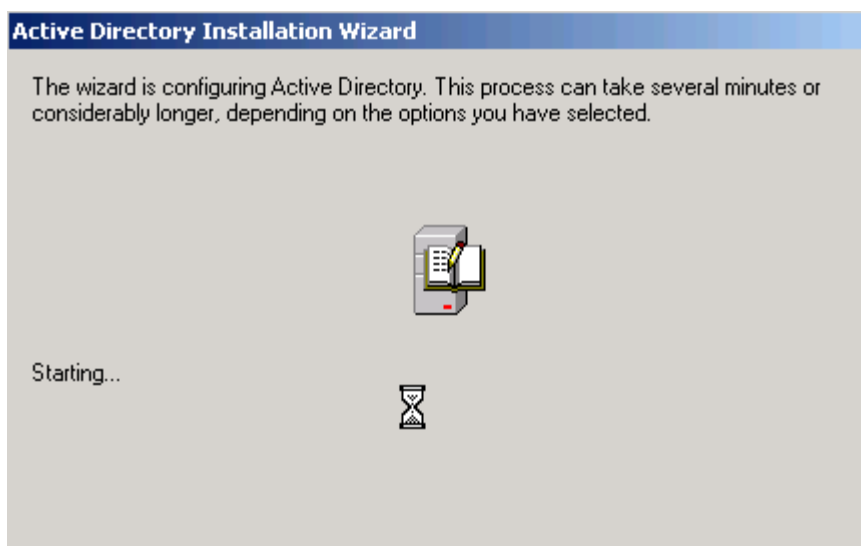 Active Directory Installation Wizard
The wizard is configuring Active Directory. This process can take several minutes or
considerably longer, depending on the options you have selected.
Starting...